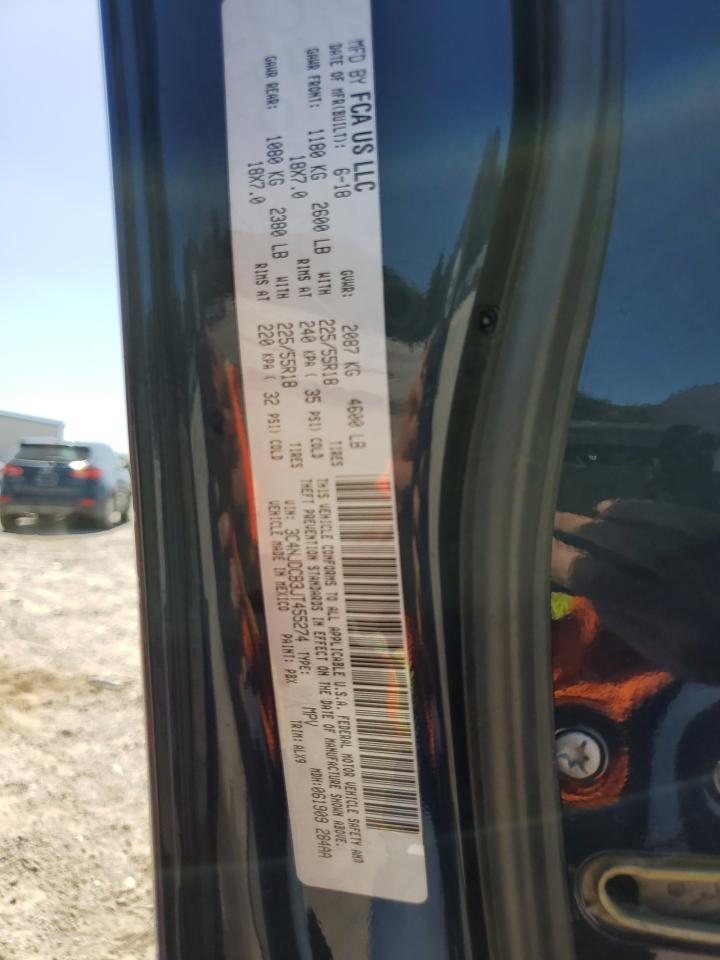 MFD BY FCA US LLC
DATE OF MFR(BUILT): 6-18 GVWR: 2087 KG 4600 LB
GAWR FRONT: 1180 KG 2600 LB WITH 225/55R18 TIRES
18X7.0 RIMS AT 240 KPA ( 35 PSI) COLD
GAWR REAR: 1080 KG 2380 LB WITH 225/55R18 TIRES
18X7.0 RIMS AT 220 KPA ( 32 PSI) COLD
THIS VEHICLE CONFORMS TO ALL APPLICABLE U.S.A. FEDERAL MOTOR VEHICLE SAFETY AND
THEFT PREVENTION STANDARDS IN EFFECT ON THE DATE OF MANUFACTURE SHOWN ABOVE.
VIN: 3C4NJDCB3JT455274 TYPE: MPV MDH:061909 284AA
VEHICLE MADE IN MEXICO PAINT: PBX TRIM:ALX9